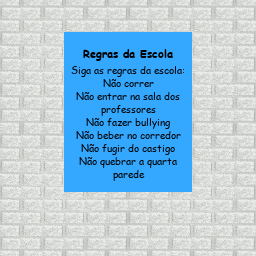 Regras da Escola
Siga as regras da escola:
Não correr
Não entrar na sala dos
professores
Não fazer bullying
Não beber no corredor
Não fugir do castigo
Não quebrar a quarta
parede